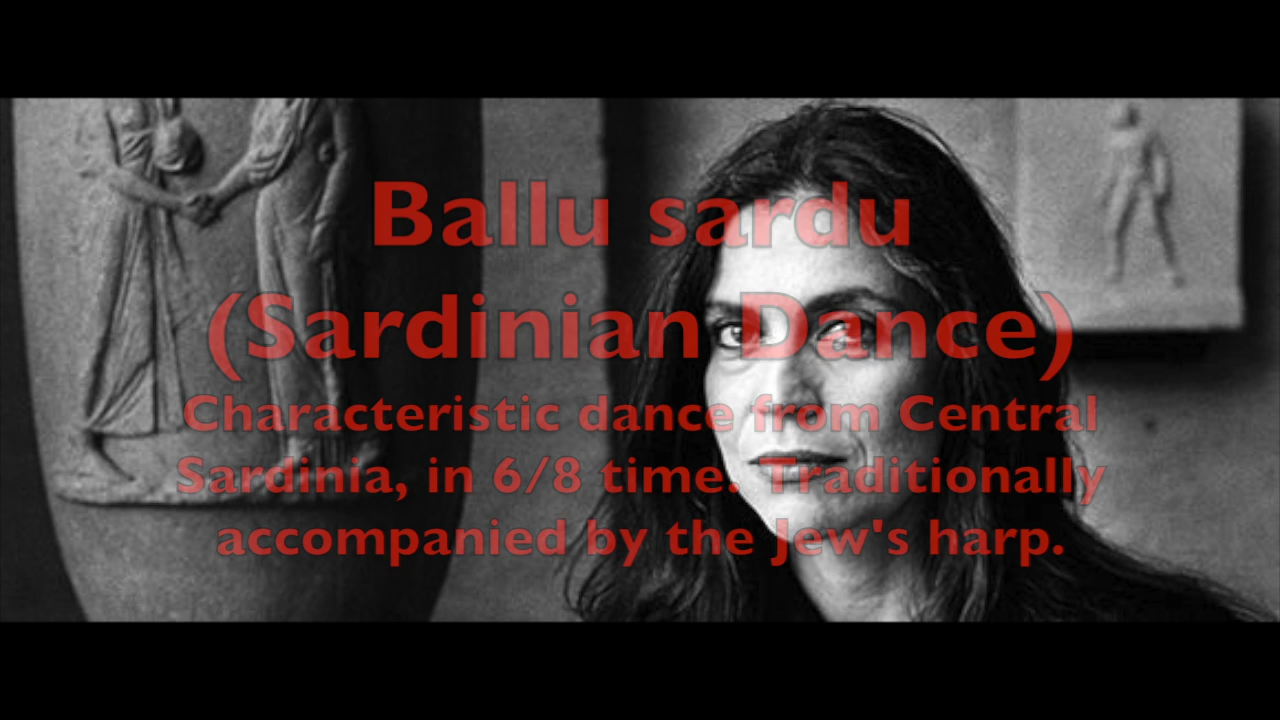 Ballu sardu
(Sardinian Dance)
Characteristic dance from Central
Sardinia, in 6/8 time. Traditionally
accompanied by the Jew's harp.